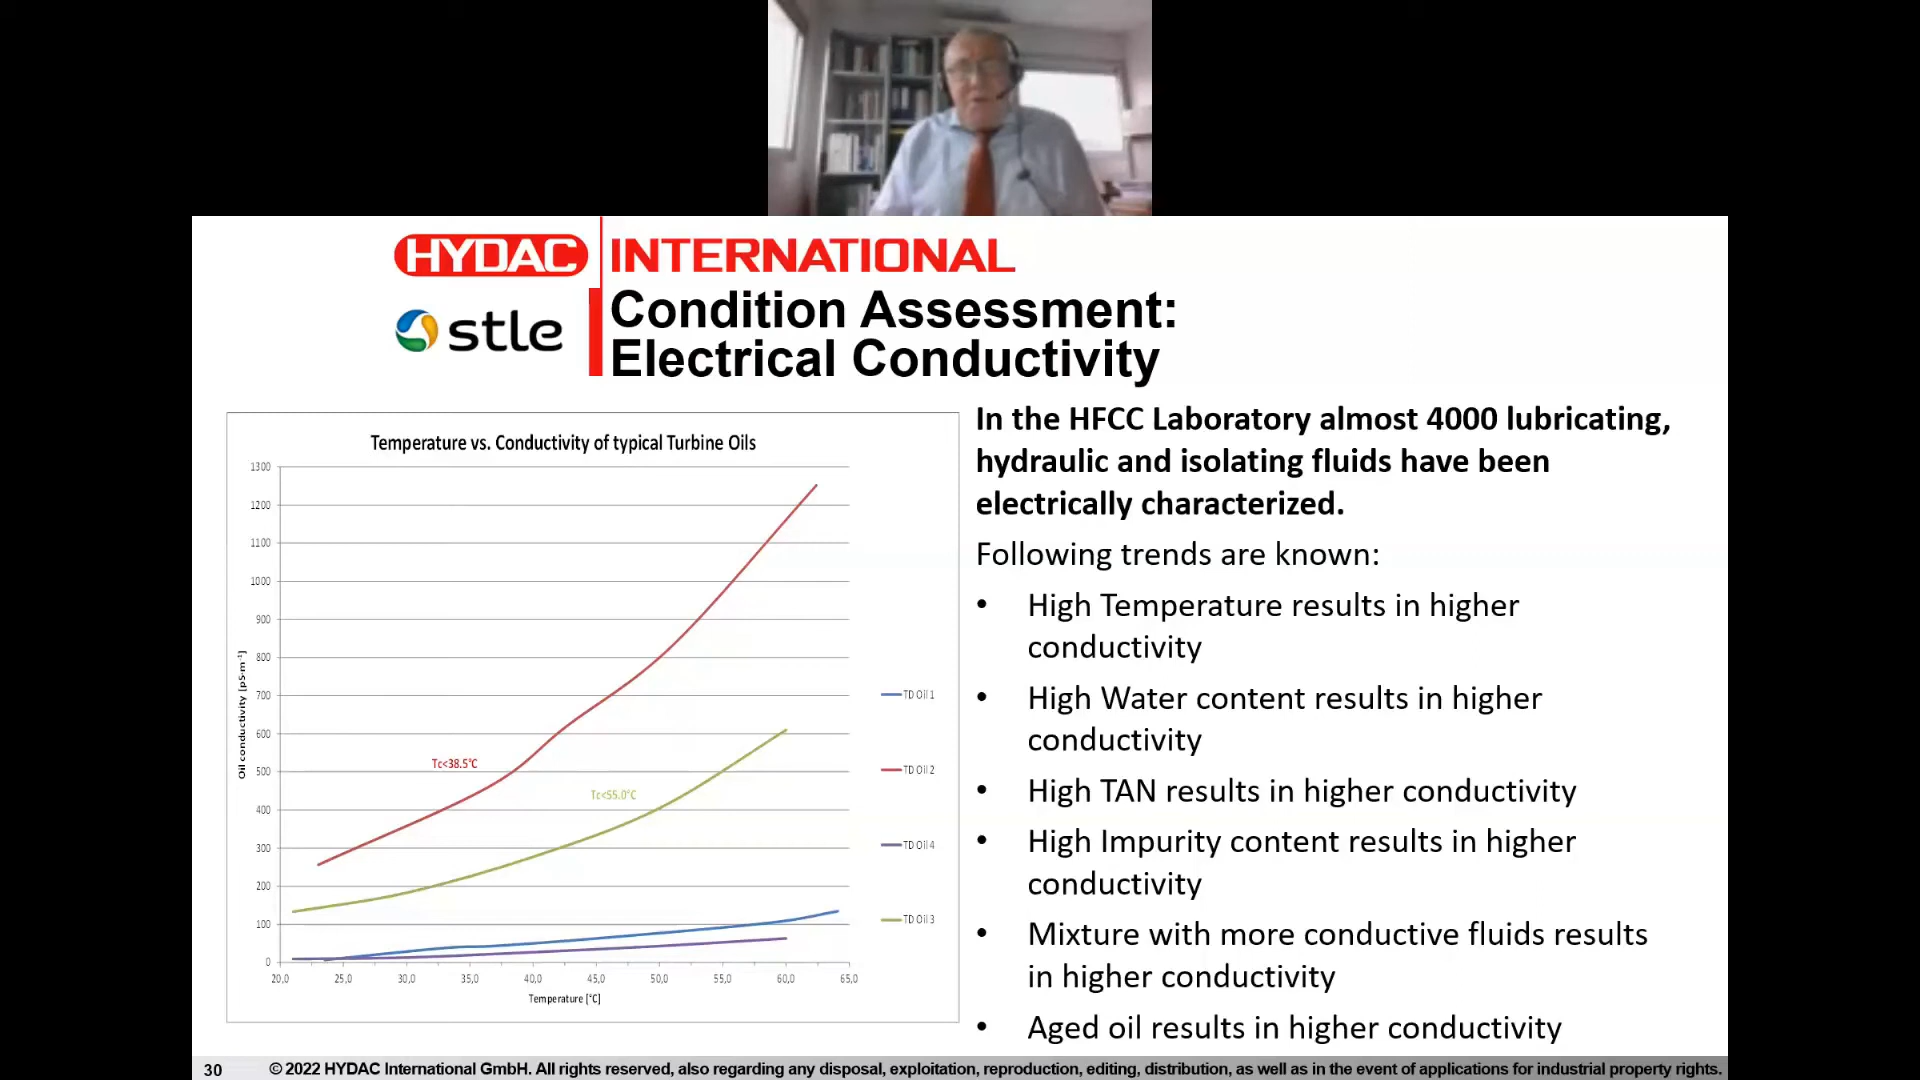 HYDAC INTERNATIONAL
stle
Condition Assessment:
Electrical Conductivity
Temperature vs. Conductivity of typical Turbine Oils
1300
1200
1100
1000
900
800
700
600
500
400
300
200
100
0
Oil conductivity [pS·m⁻¹]
Tc<38.5°C
Tc<55.0°C
TD Oil 1
TD Oil 2
TD Oil 4
TD Oil 3
20,0 25,0 30,0 35,0 40,0 45,0 50,0 55,0 60,0 65,0
Temperature [°C]
In the HFCC Laboratory almost 4000 lubricating,
hydraulic and isolating fluids have been
electrically characterized.
Following trends are known:
• High Temperature results in higher
conductivity
• High Water content results in higher
conductivity
• High TAN results in higher conductivity
• High Impurity content results in higher
conductivity
• Mixture with more conductive fluids results
in higher conductivity
• Aged oil results in higher conductivity
30 © 2022 HYDAC International GmbH. All rights reserved, also regarding any disposal, exploitation, reproduction, editing, distribution, as well as in the event of applications for industrial property rights.